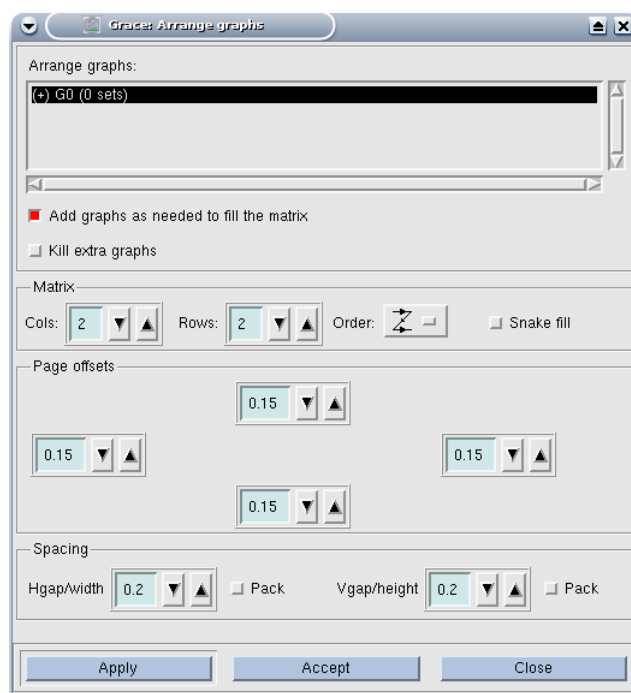 Grace: Arrange graphs
Arrange graphs:
(+) G0 (0 sets)
Add graphs as needed to fill the matrix
Kill extra graphs
Matrix
Cols: 2 Rows: 2 Order: Snake fill
Page offsets
0.15
0.15 0.15
0.15
Spacing
Hgap/width 0.2 Pack Vgap/height 0.2 Pack
Apply Accept Close